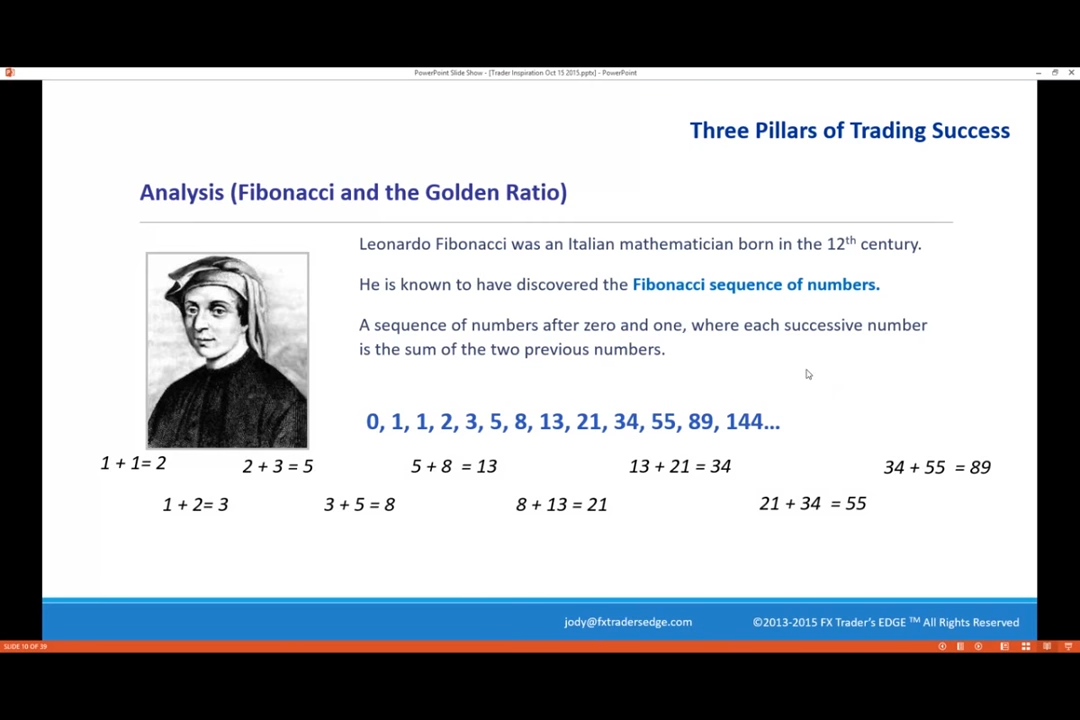 PowerPoint Slide Show - [Trader Inspiration Oct 15 2015.pptx] - PowerPoint
Three Pillars of Trading Success
Analysis (Fibonacci and the Golden Ratio)
Leonardo Fibonacci was an Italian mathematician born in the 12th century.
He is known to have discovered the Fibonacci sequence of numbers.
A sequence of numbers after zero and one, where each successive number
is the sum of the two previous numbers.
0, 1, 1, 2, 3, 5, 8, 13, 21, 34, 55, 89, 144...
1 + 1= 2
2 + 3 = 5
5 + 8 = 13
13 + 21 = 34
34 + 55 = 89
1 + 2= 3
3 + 5 = 8
8 + 13 = 21
21 + 34 = 55
jody@fxtradersedge.com
©2013-2015 FX Trader's EDGE ™ All Rights Reserved
SLIDE 10 OF 39